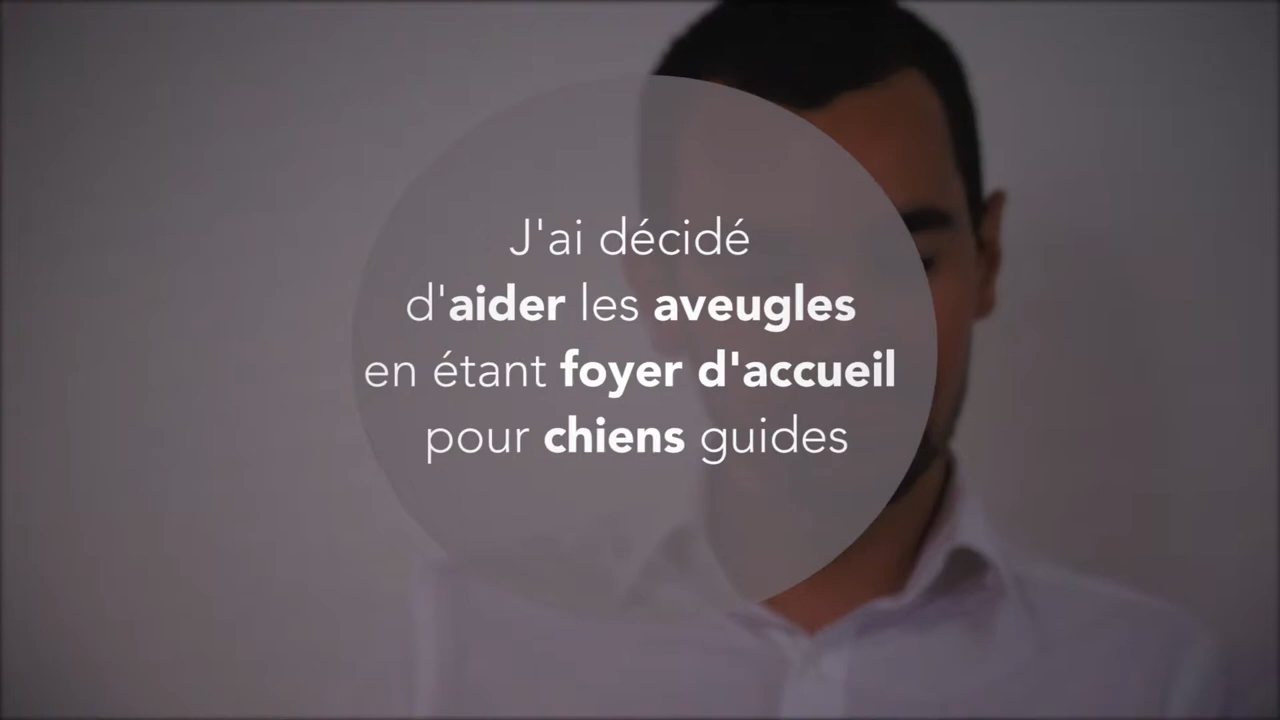 J'ai décidé
d'aider les aveugles
en étant foyer d'accueil
pour chiens guides